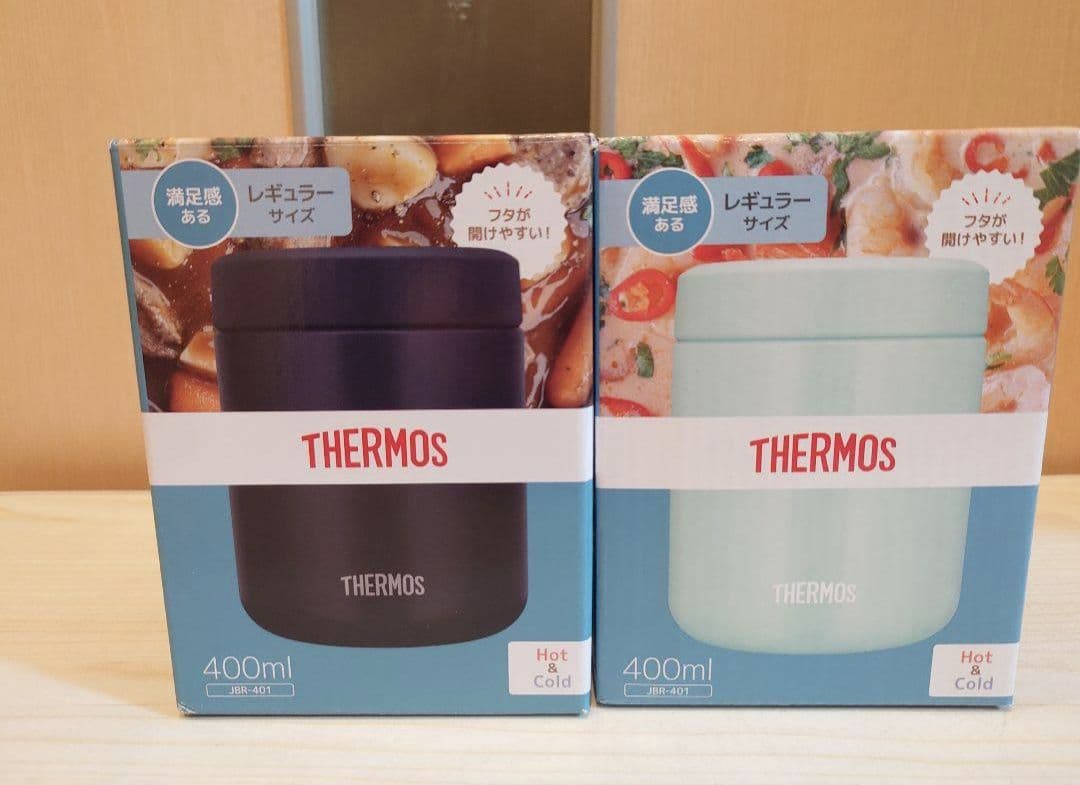 満足感
ある
レギュラー
サイズ
フタが
開けやすい!
THERMOS
THERMOS
400ml
JBR-401
Hot
&
Cold
満足感
ある
レギュラー
サイズ
フタが
開けやすい!
THERMOS
THERMOS
400ml
JBR-401
Hot
&
Cold